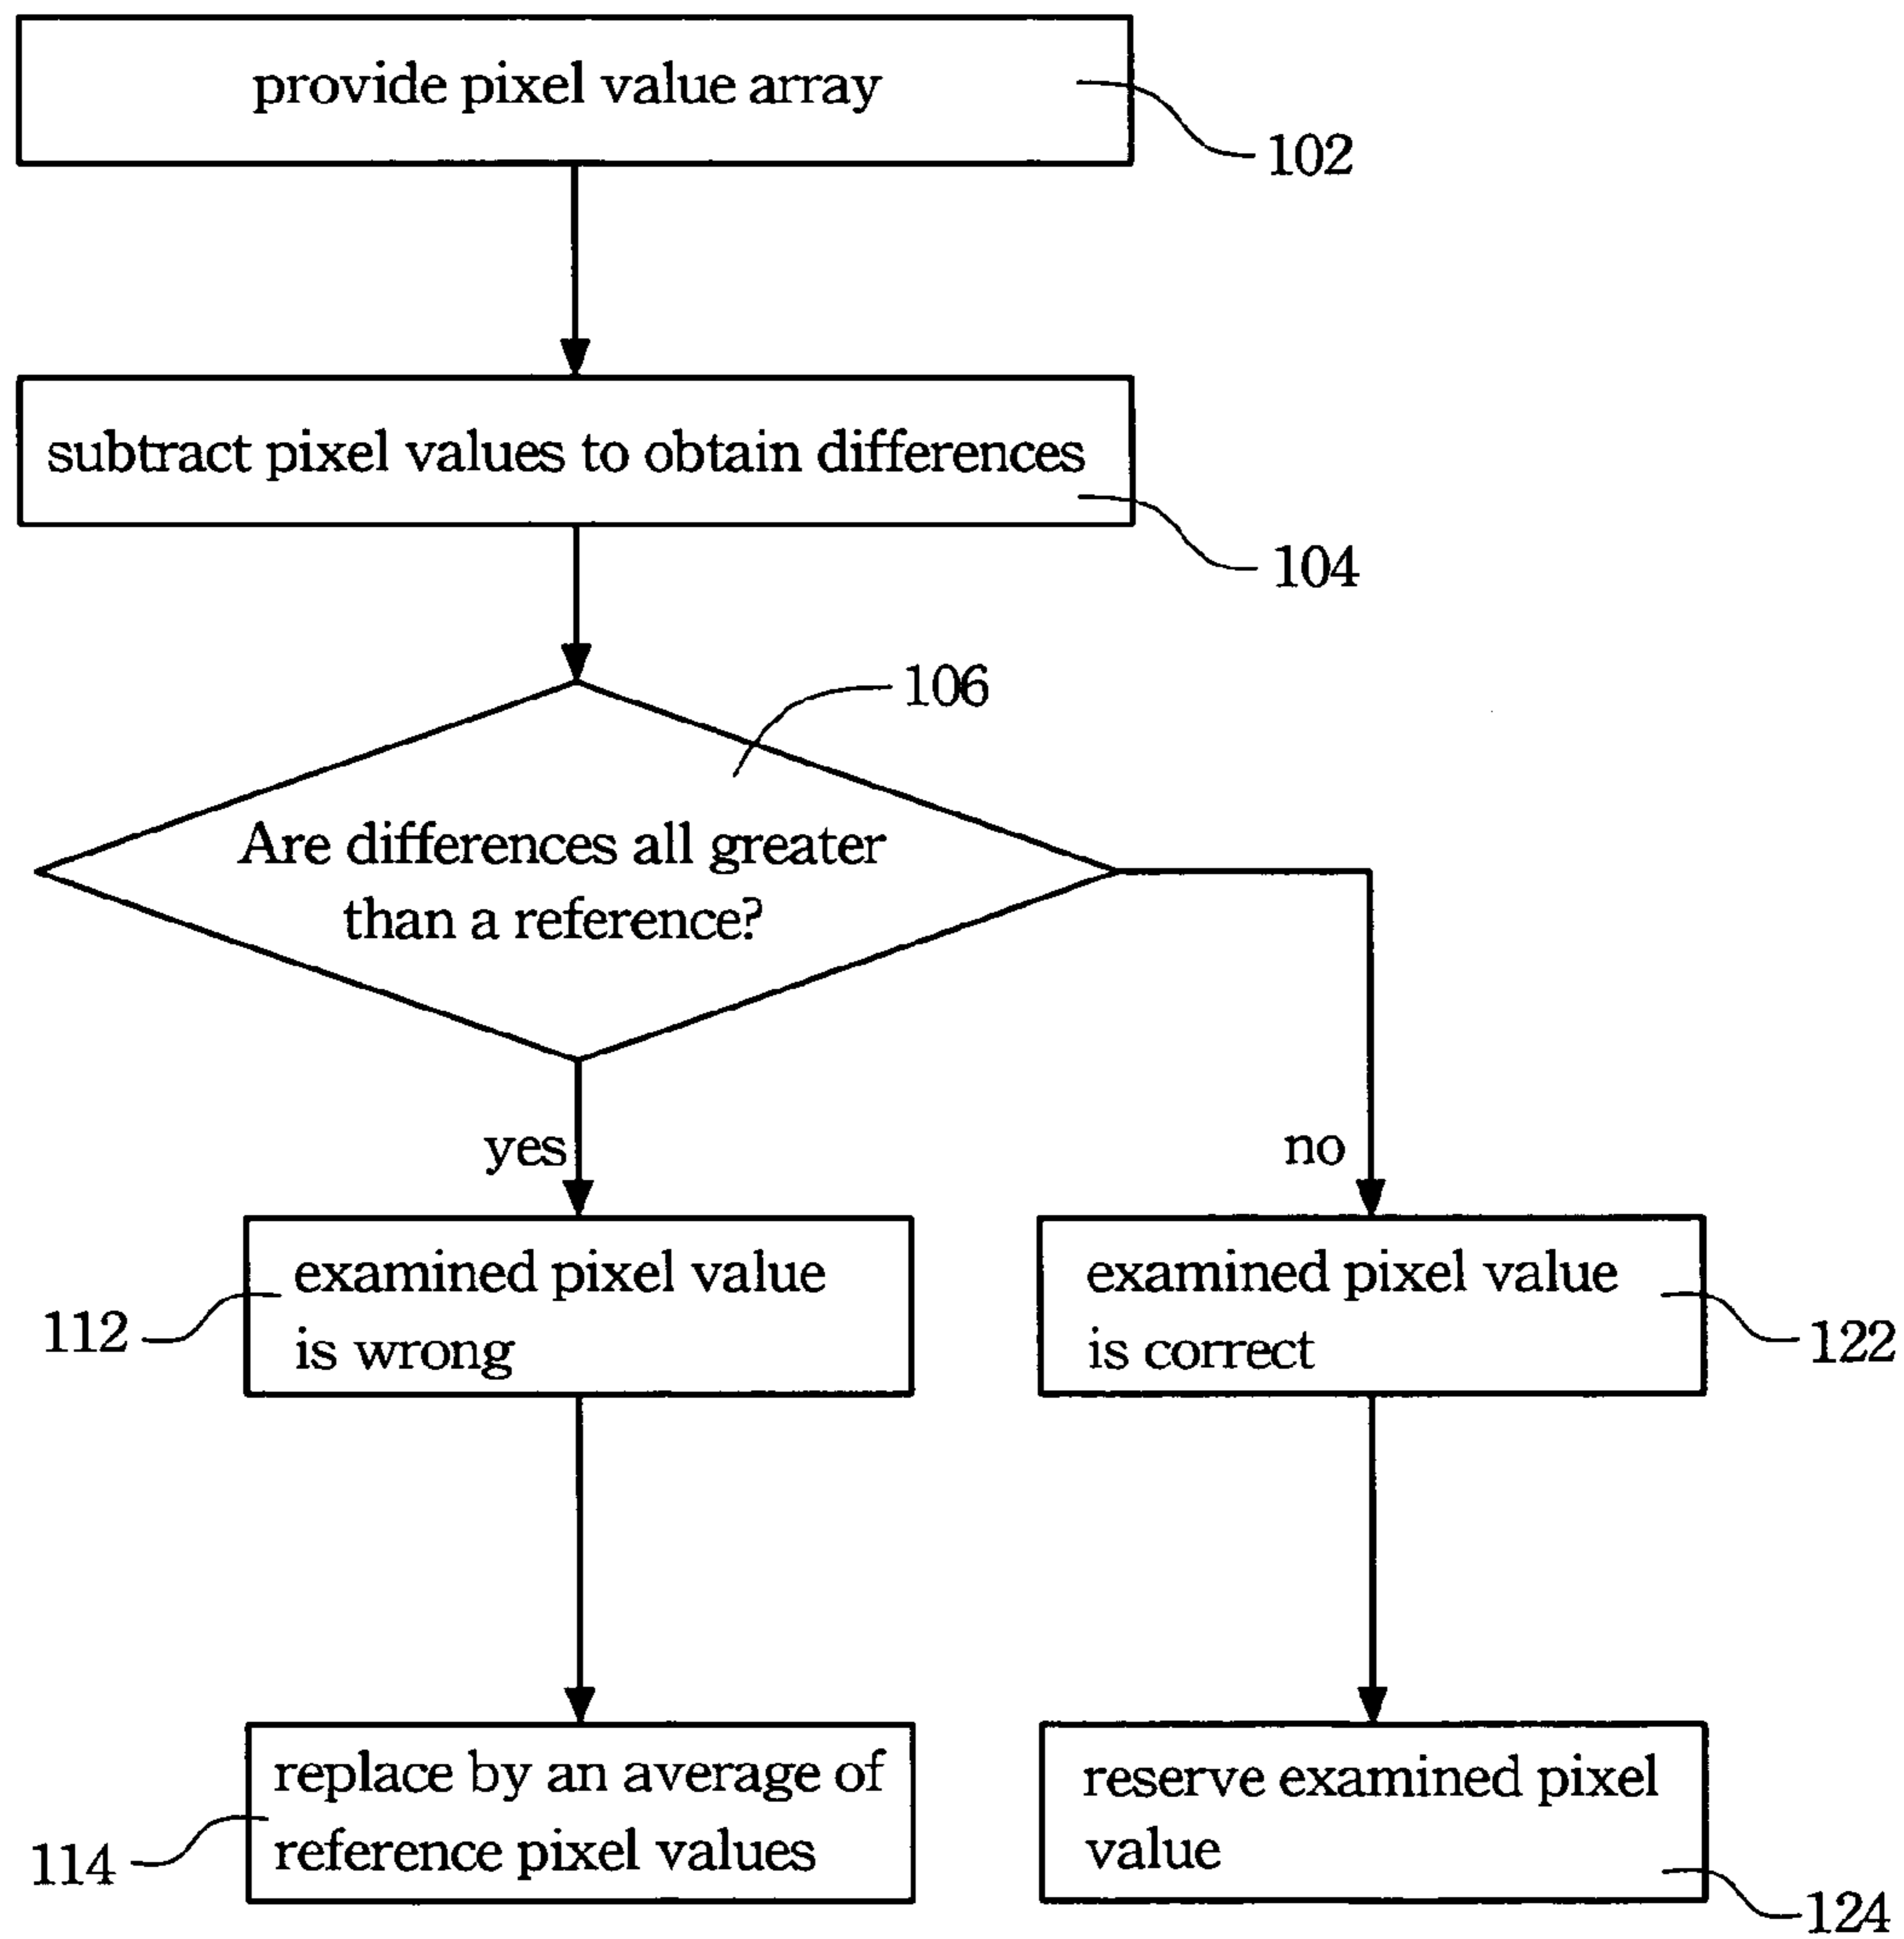 provide pixel value array
102
subtract pixel values to obtain differences
104
106
Are differences all greater
than a reference?
yes
no
examined pixel value
is wrong
112
examined pixel value
is correct
122
replace by an average of
reference pixel values
114
reserve examined pixel
value
124